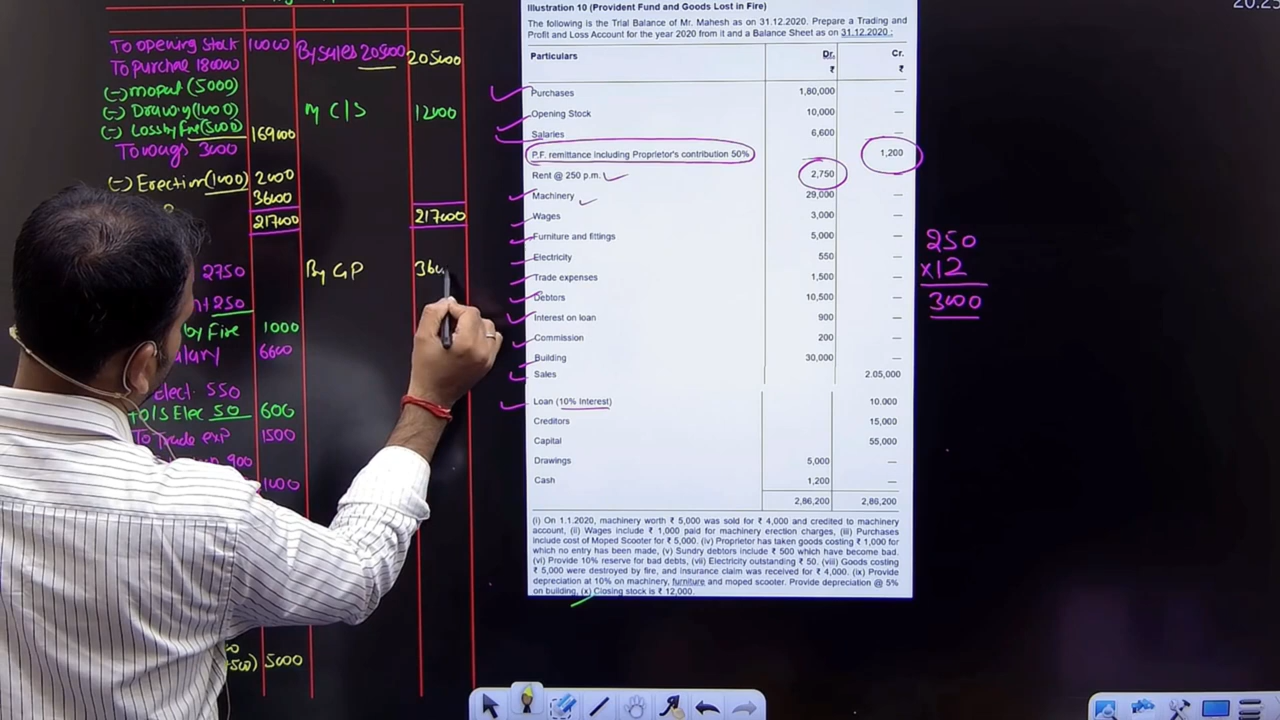 20:25
To opening stock 10000 By sales 20500 205000
To purchase 180000
(-) moped (5000)
(-) Drawg (1000) By C/S 12000
(-) Loss by fire (5000) 169000
To wages 3000
(-) Erection (1000) 2000
36000
217000 217000
2750 By GP
250
by Fire 1000
alary 6600
elect. 550
to o/s Elec 50 600
To Trade exp 1500
900
5000
Illustration 10 (Provident Fund and Goods Lost in Fire)
The following is the Trial Balance of Mr. Mahesh as on 31.12.2020. Prepare a Trading and
Profit and Loss Account for the year 2020 from it and a Balance Sheet as on 31.12.2020 :
Particulars Dr. Cr.
₹ ₹
Purchases 1,80,000 —
Opening Stock 10,000 —
Salaries 6,600 —
P.F. remittance including Proprietor's contribution 50% 1,200
Rent @ 250 p.m. 2,750 —
Machinery 29,000 —
Wages 3,000 —
Furniture and fittings 5,000 —
Electricity 550 —
Trade expenses 1,500 —
Debtors 10,500 —
Interest on loan 900 —
Commission 200 —
Building 30,000 —
Sales 2.05,000
Loan (10% Interest) 10.000
Creditors 15,000
Capital 55,000
Drawings 5,000 —
Cash 1,200 —
2,86,200 2,86,200
(i) On 1.1.2020, machinery worth ₹ 5,000 was sold for ₹ 4,000 and credited to machinery
account, (ii) Wages include ₹ 1,000 paid for machinery erection charges, (iii) Purchases
include cost of Moped Scooter for ₹ 5,000. (iv) Proprietor has taken goods costing ₹ 1,000 for
which no entry has been made, (v) Sundry debtors include ₹ 500 which have become bad.
(vi) Provide 10% reserve for bad debts, (vii) Electricity outstanding ₹ 50. (viii) Goods costing
₹ 5,000 were destroyed by fire, and insurance claim was received for ₹ 4,000. (ix) Provide
depreciation at 10% on machinery, furniture and moped scooter. Provide depreciation @ 5%
on building, (x) Closing stock is ₹ 12,000.
250
×12
3000